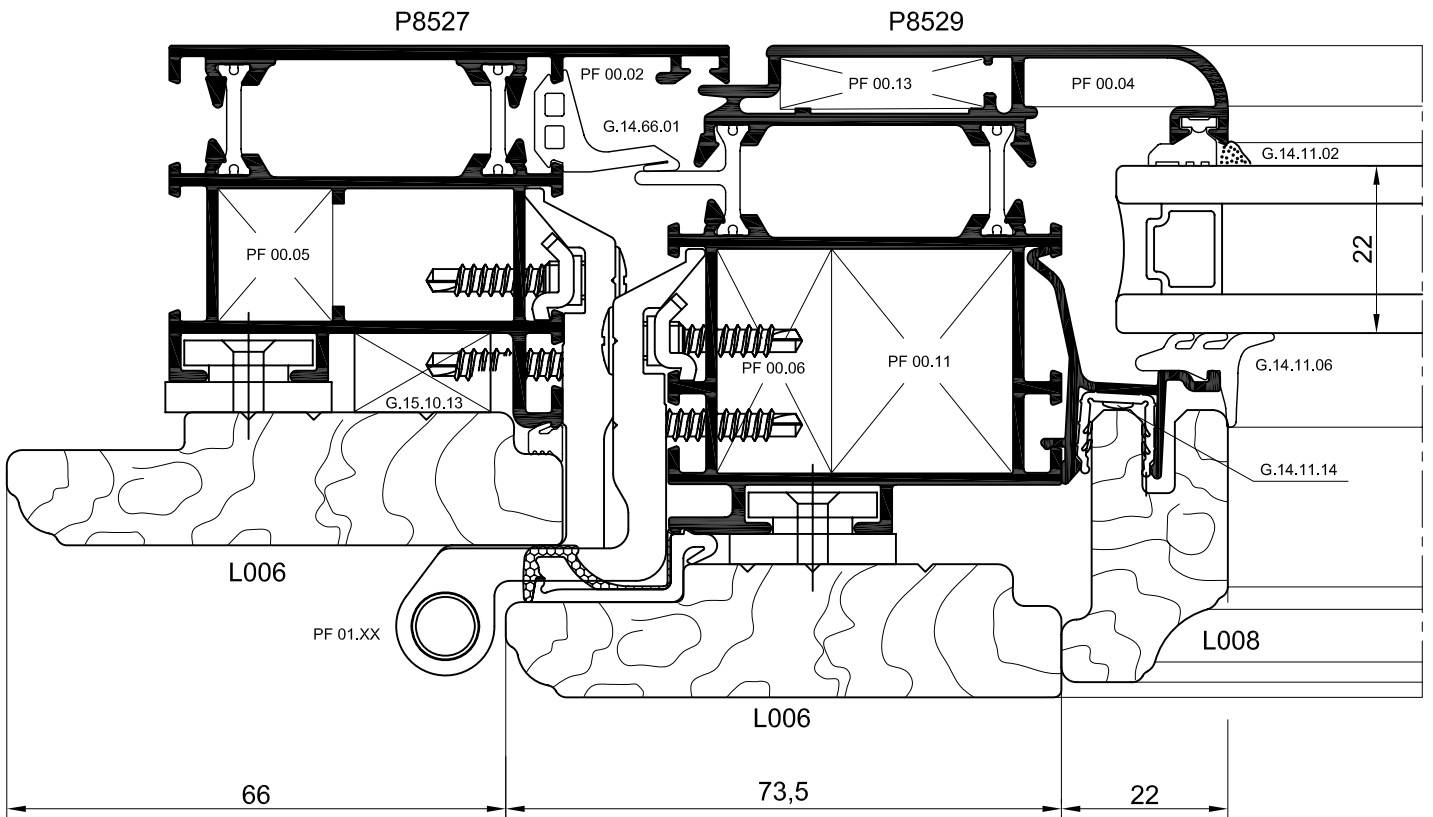 P8527
P8529
PF 00.02
PF 00.13
PF 00.04
G.14.66.01
G.14.11.02
PF 00.05
22
PF 00.06
PF 00.11
G.14.11.06
G.15.10.13
G.14.11.14
L006
PF 01.XX
L008
L006
66
73,5
22